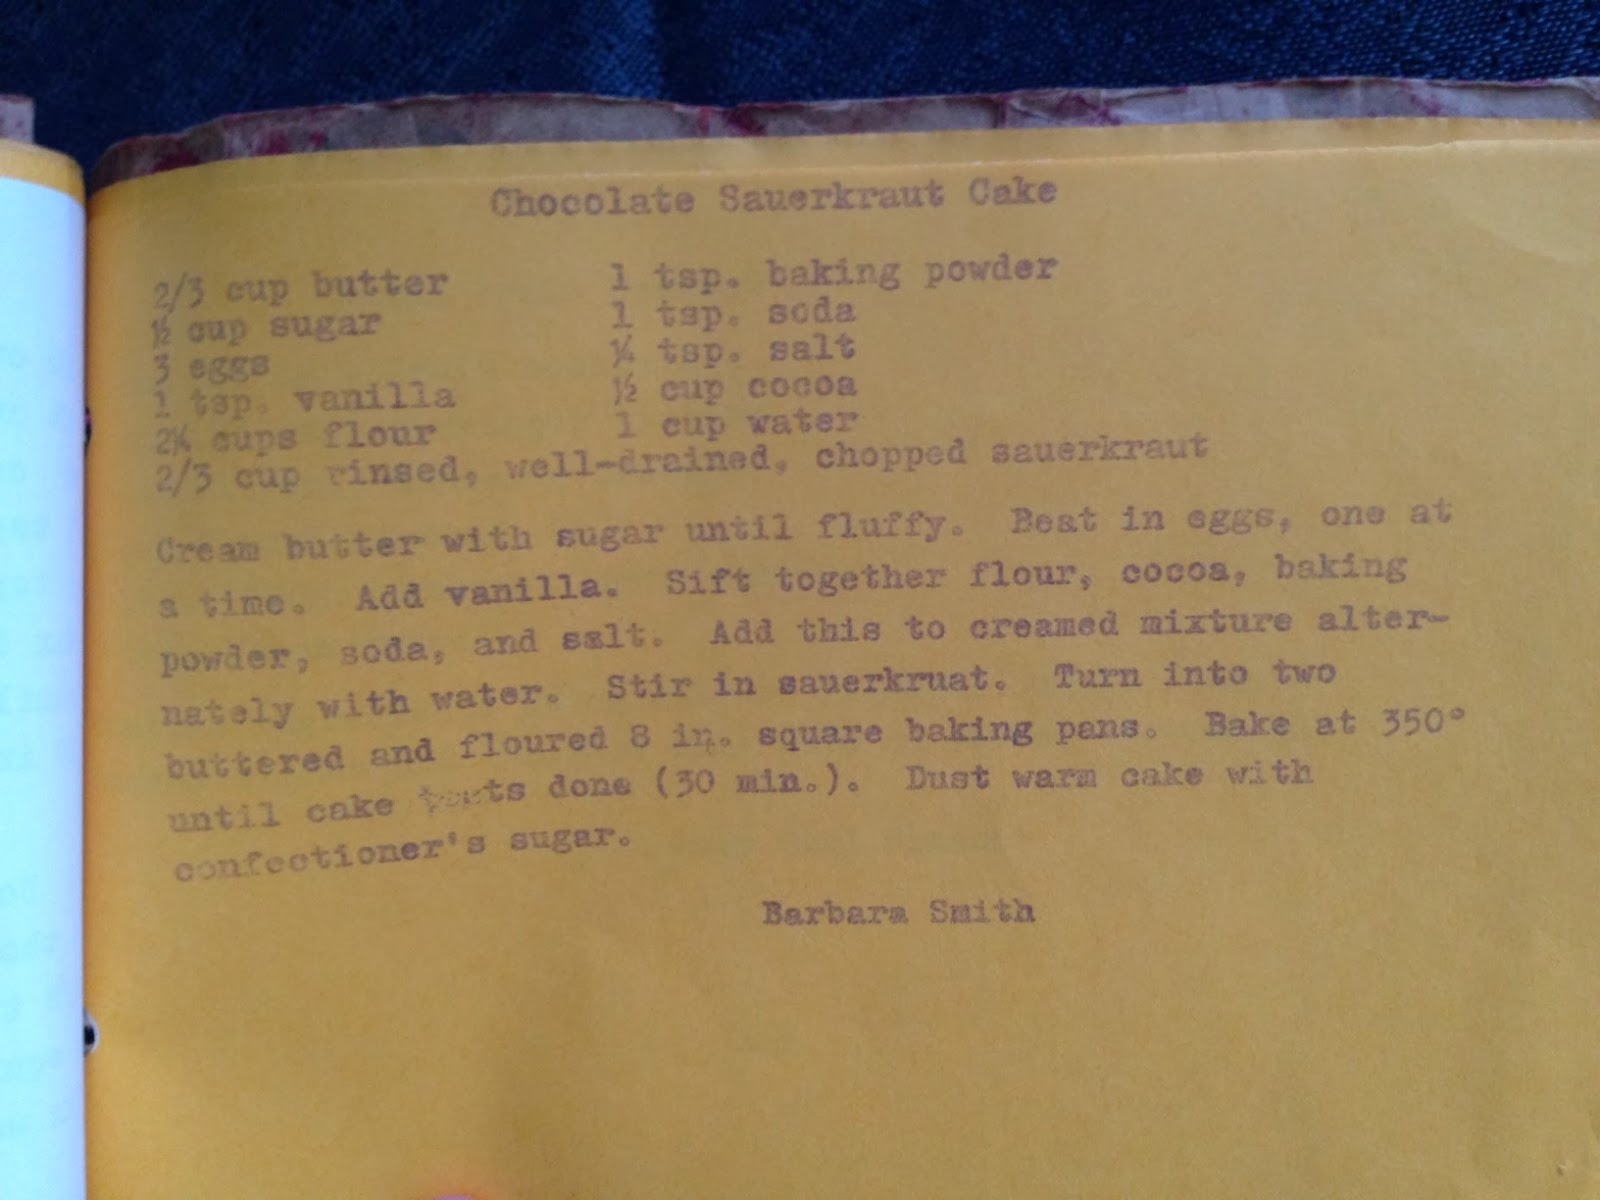 Chocolate Sauerkraut Cake
2/3 cup butter 1 tsp. baking powder
½ cup sugar 1 tsp. soda
3 eggs ¼ tsp. salt
1 tsp. vanilla ½ cup cocoa
2¼ cups flour 1 cup water
2/3 cup rinsed, well-drained, chopped sauerkraut
Cream butter with sugar until fluffy. Beat in eggs, one at
a time. Add vanilla. Sift together flour, cocoa, baking
powder, soda, and salt. Add this to creamed mixture alter-
nately with water. Stir in sauerkruat. Turn into two
buttered and floured 8 in. square baking pans. Bake at 350°
until cake done (30 min.). Dust warm cake with
confectioner's sugar.
Barbara Smith